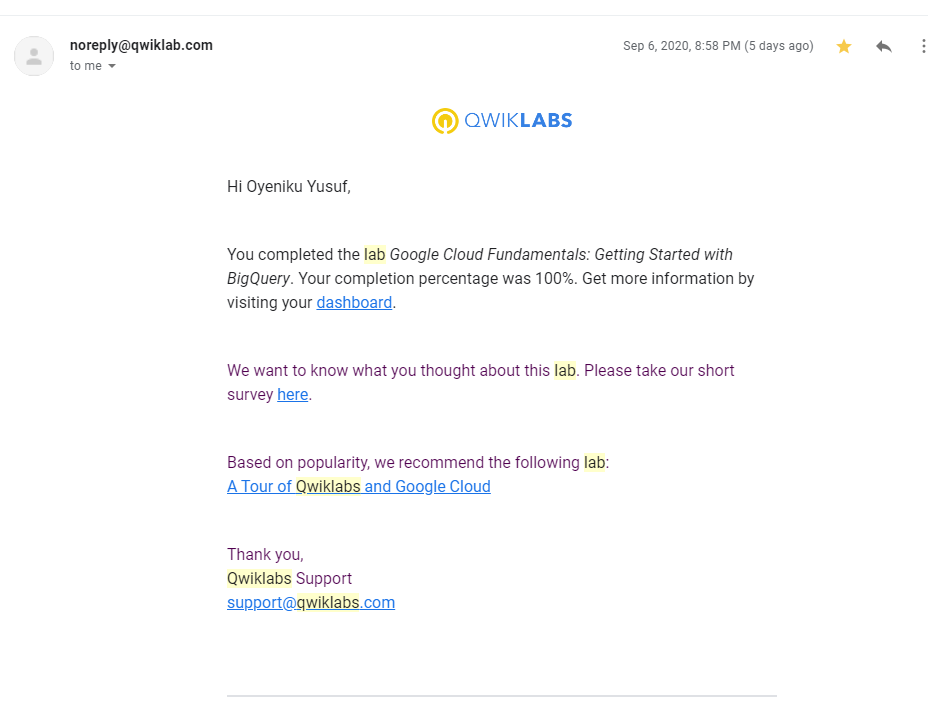 noreply@qwiklab.com
Sep 6, 2020, 8:58 PM (5 days ago)
to me
QWIKLABS
Hi Oyeniku Yusuf,
You completed the lab Google Cloud Fundamentals: Getting Started with
BigQuery. Your completion percentage was 100%. Get more information by
visiting your dashboard.
We want to know what you thought about this lab. Please take our short
survey here.
Based on popularity, we recommend the following lab:
A Tour of Qwiklabs and Google Cloud
Thank you,
Qwiklabs Support
support@qwiklabs.com